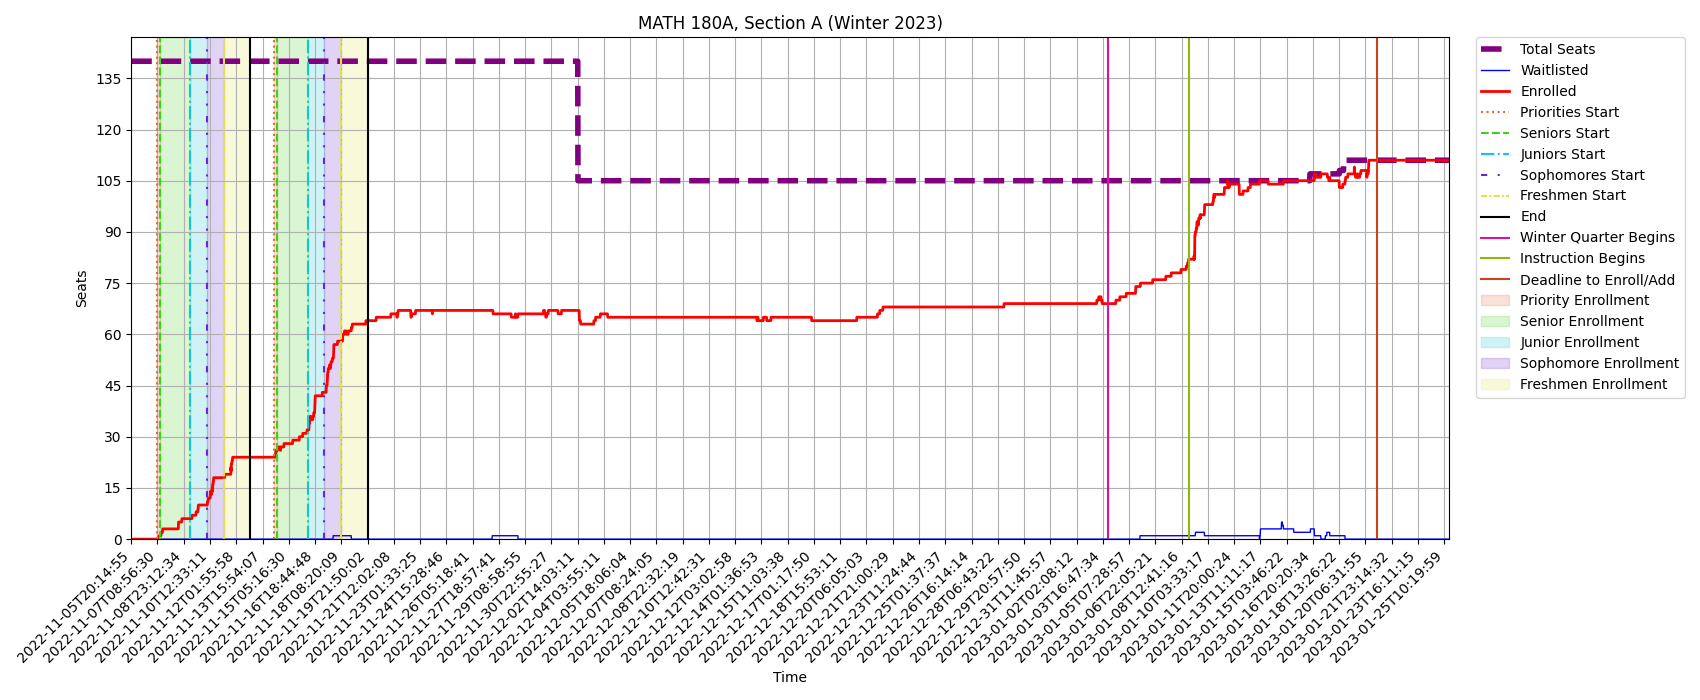 MATH 180A, Section A (Winter 2023)
Seats
135
120
105
90
75
60
45
30
15
0
2022-11-05T20:14:55
2022-11-07T08:56:30
2022-11-08T23:12:34
2022-11-10T12:33:11
2022-11-12T01:55:58
2022-11-13T15:54:07
2022-11-15T05:16:30
2022-11-16T18:44:48
2022-11-18T08:20:09
2022-11-19T21:50:02
2022-11-21T12:02:08
2022-11-23T01:33:25
2022-11-24T15:28:46
2022-11-26T05:18:41
2022-11-27T18:57:41
2022-11-29T08:58:55
2022-11-30T22:55:27
2022-12-02T14:03:11
2022-12-04T03:55:11
2022-12-05T18:06:04
2022-12-07T08:24:05
2022-12-08T22:32:19
2022-12-10T12:42:31
2022-12-12T03:02:58
2022-12-14T01:36:53
2022-12-15T11:03:38
2022-12-17T01:17:50
2022-12-18T15:53:11
2022-12-20T06:05:03
2022-12-21T21:00:29
2022-12-23T12:24:44
2022-12-25T01:37:37
2022-12-26T16:14:14
2022-12-28T06:43:22
2022-12-29T20:57:50
2022-12-31T11:45:57
2023-01-02T02:08:12
2023-01-03T16:47:34
2023-01-05T07:28:57
2023-01-06T22:05:21
2023-01-08T12:41:16
2023-01-10T03:33:17
2023-01-11T20:00:24
2023-01-13T11:11:17
2023-01-15T03:46:22
2023-01-16T20:20:34
2023-01-18T13:26:22
2023-01-20T06:31:55
2023-01-21T23:14:32
2023-01-23T16:11:15
2023-01-25T10:19:59
Time
Total Seats
Waitlisted
Enrolled
Priorities Start
Seniors Start
Juniors Start
Sophomores Start
Freshmen Start
End
Winter Quarter Begins
Instruction Begins
Deadline to Enroll/Add
Priority Enrollment
Senior Enrollment
Junior Enrollment
Sophomore Enrollment
Freshmen Enrollment